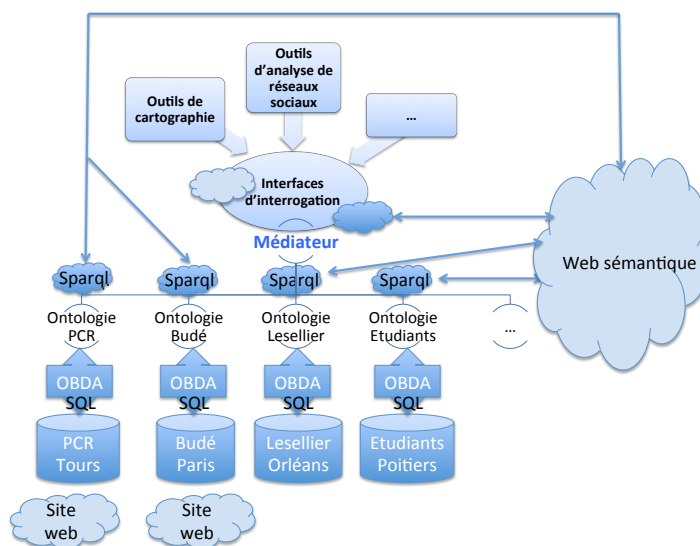 Outils
d'analyse de
réseaux
sociaux
Outils de
cartographie
...
Interfaces
d'interrogation
Médiateur
Web sémantique
Sparql
Sparql
Sparql
Sparql
Ontologie
PCR
Ontologie
Budé
Ontologie
Lesellier
Ontologie
Etudiants
...
OBDA
OBDA
OBDA
OBDA
SQL
SQL
SQL
SQL
PCR
Tours
Budé
Paris
Lesellier
Orléans
Etudiants
Poitiers
Site
web
Site
web